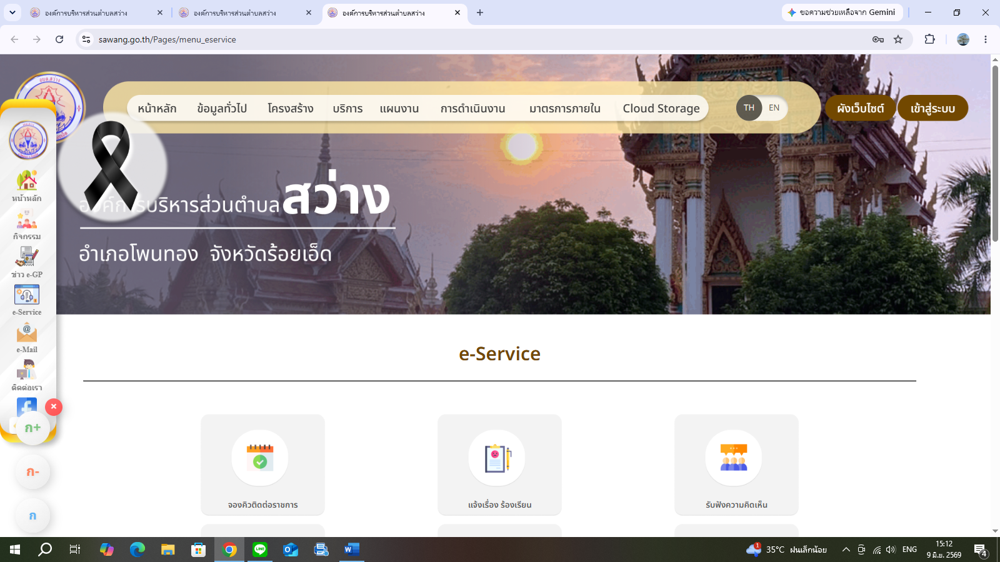 องค์การบริหารส่วนตำบลสว่าง
องค์การบริหารส่วนตำบลสว่าง
องค์การบริหารส่วนตำบลสว่าง
ขอความช่วยเหลือจาก Gemini
sawang.go.th/Pages/menu_eservice
อบต.สว่าง
หน้าหลัก ข้อมูลทั่วไป โครงสร้าง บริการ แผนงาน การดำเนินงาน มาตรการภายใน Cloud Storage
TH EN
ผังเว็บไซต์ เข้าสู่ระบบ
องค์การบริหารส่วนตำบลสว่าง
อำเภอโพนทอง จังหวัดร้อยเอ็ด
หน้าหลัก
กิจกรรม
ข่าว e-GP
e-Service
e-Mail
ติดต่อเรา
ก+
ก-
ก
e-Service
จองคิวติดต่อราชการ
แจ้งเรื่อง ร้องเรียน
รับฟังความคิดเห็น
1
35°C ฝนเล็กน้อย
ENG
15:12
9 มิ.ย. 2569
4